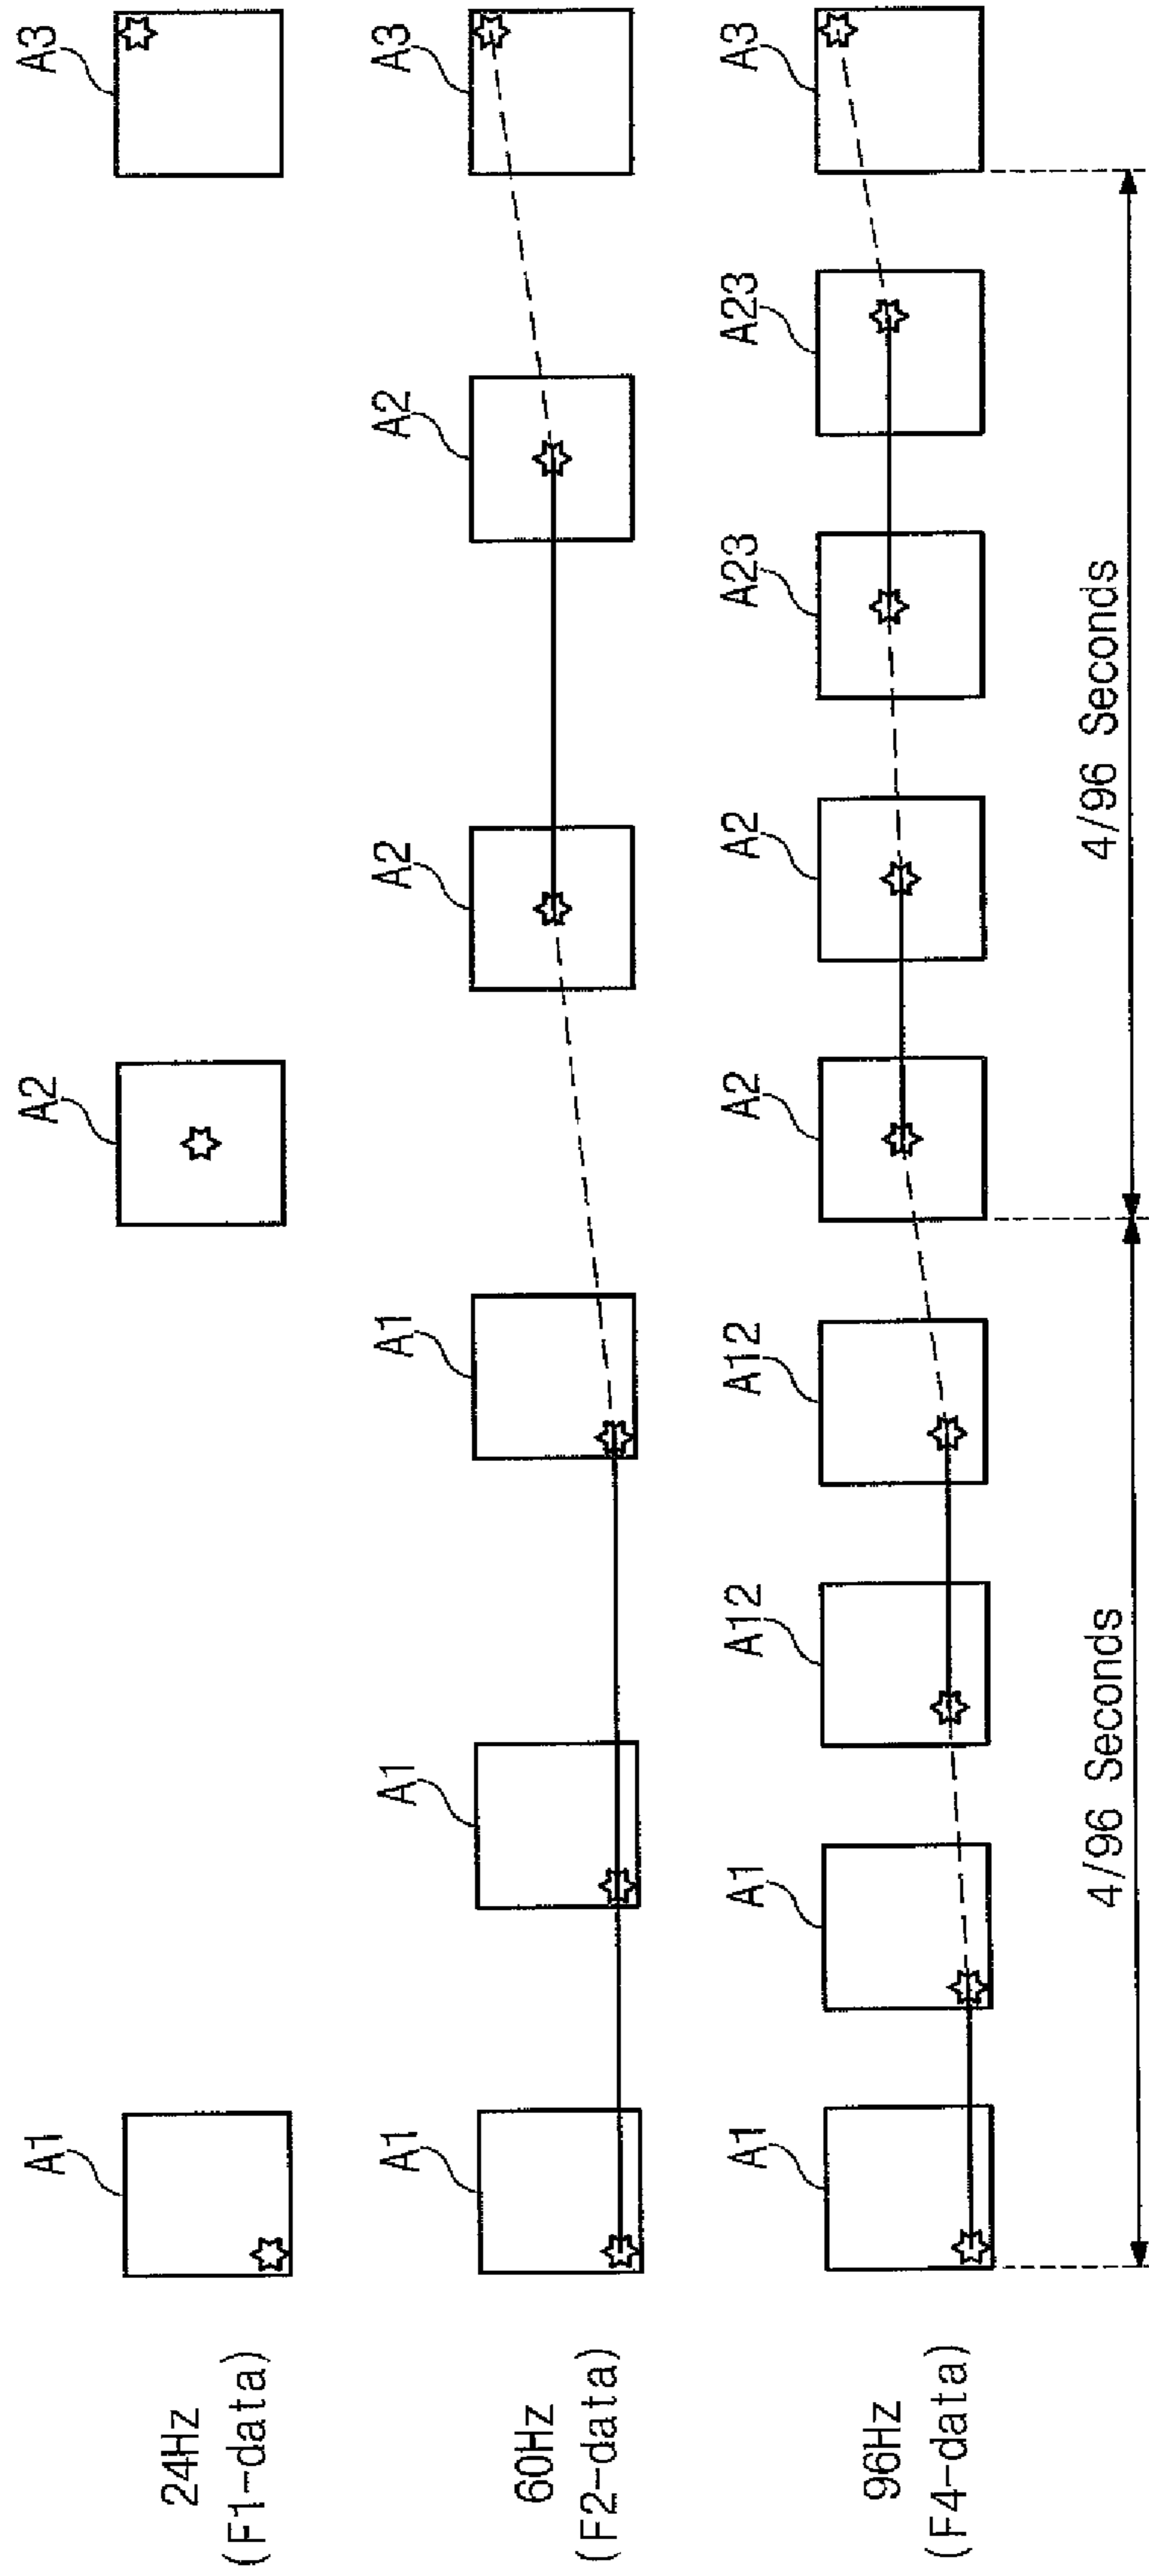 24Hz
(F1-data)
A1
A2
A3
60Hz
(F2-data)
A1
A1
A1
A2
A2
A3
96Hz
(F4-data)
A1
A1
A12
A12
A2
A2
A23
A23
A3
4/96 Seconds
4/96 Seconds